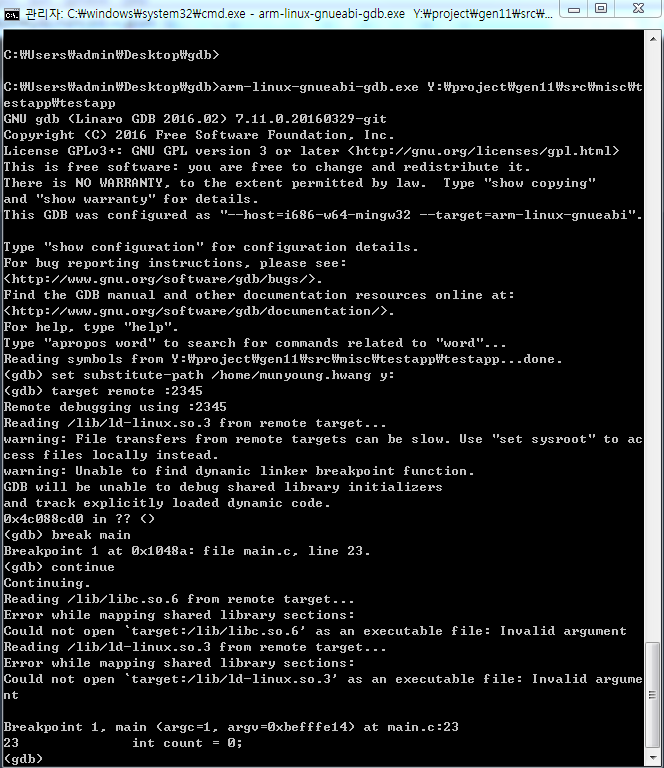 관리자: C:₩windows₩system32₩cmd.exe - arm-linux-gnueabi-gdb.exe Y:₩project₩gen11₩src₩...
C:₩Users₩admin₩Desktop₩gdb>
C:₩Users₩admin₩Desktop₩gdb>arm-linux-gnueabi-gdb.exe Y:₩project₩gen11₩src₩misc₩t
estapp₩testapp
GNU gdb (Linaro GDB 2016.02) 7.11.0.20160329-git
Copyright (C) 2016 Free Software Foundation, Inc.
License GPLv3+: GNU GPL version 3 or later <http://gnu.org/licenses/gpl.html>
This is free software: you are free to change and redistribute it.
There is NO WARRANTY, to the extent permitted by law.  Type "show copying"
and "show warranty" for details.
This GDB was configured as "--host=i686-w64-mingw32 --target=arm-linux-gnueabi".
Type "show configuration" for configuration details.
For bug reporting instructions, please see:
<http://www.gnu.org/software/gdb/bugs/>.
Find the GDB manual and other documentation resources online at:
<http://www.gnu.org/software/gdb/documentation/>.
For help, type "help".
Type "apropos word" to search for commands related to "word"...
Reading symbols from Y:₩project₩gen11₩src₩misc₩testapp₩testapp...done.
(gdb) set substitute-path /home/munyoung.hwang y:
(gdb) target remote :2345
Remote debugging using :2345
Reading /lib/ld-linux.so.3 from remote target...
warning: File transfers from remote targets can be slow. Use "set sysroot" to ac
cess files locally instead.
warning: Unable to find dynamic linker breakpoint function.
GDB will be unable to debug shared library initializers
and track explicitly loaded dynamic code.
0x4c088cd0 in ?? ()
(gdb) break main
Breakpoint 1 at 0x1048a: file main.c, line 23.
(gdb) continue
Continuing.
Reading /lib/libc.so.6 from remote target...
Error while mapping shared library sections:
Could not open `target:/lib/libc.so.6' as an executable file: Invalid argument
Reading /lib/ld-linux.so.3 from remote target...
Error while mapping shared library sections:
Could not open `target:/lib/ld-linux.so.3' as an executable file: Invalid argume
nt
Breakpoint 1, main (argc=1, argv=0xbefffe14) at main.c:23
23              int count = 0;
(gdb)